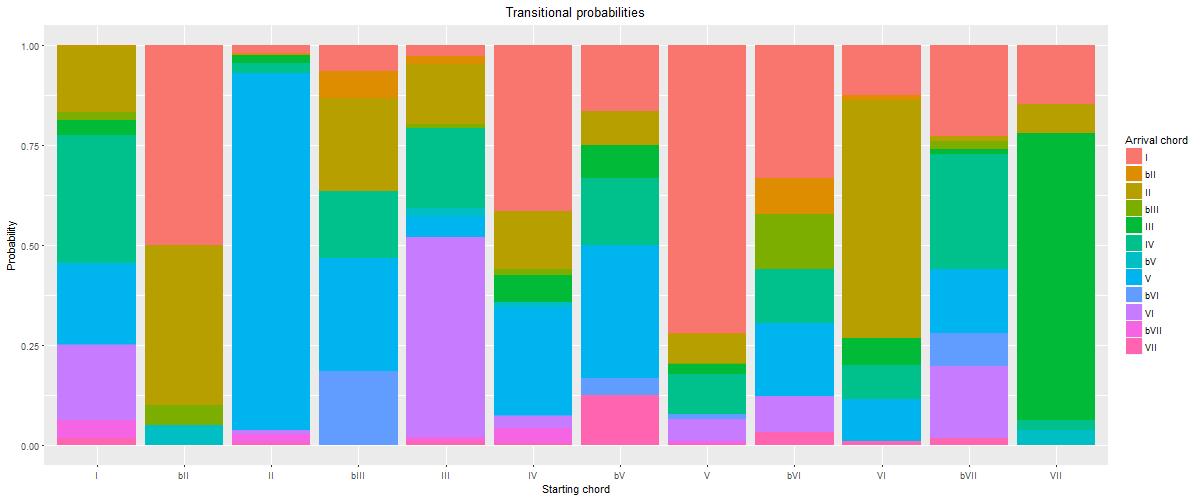 Transitional probabilities
Probability
1.00
0.75
0.50
0.25
0.00
I
bII
II
bIII
III
IV
bV
V
bVI
VI
bVII
VII
Starting chord
Arrival chord
I
bII
II
bIII
III
IV
bV
V
bVI
VI
bVII
VII